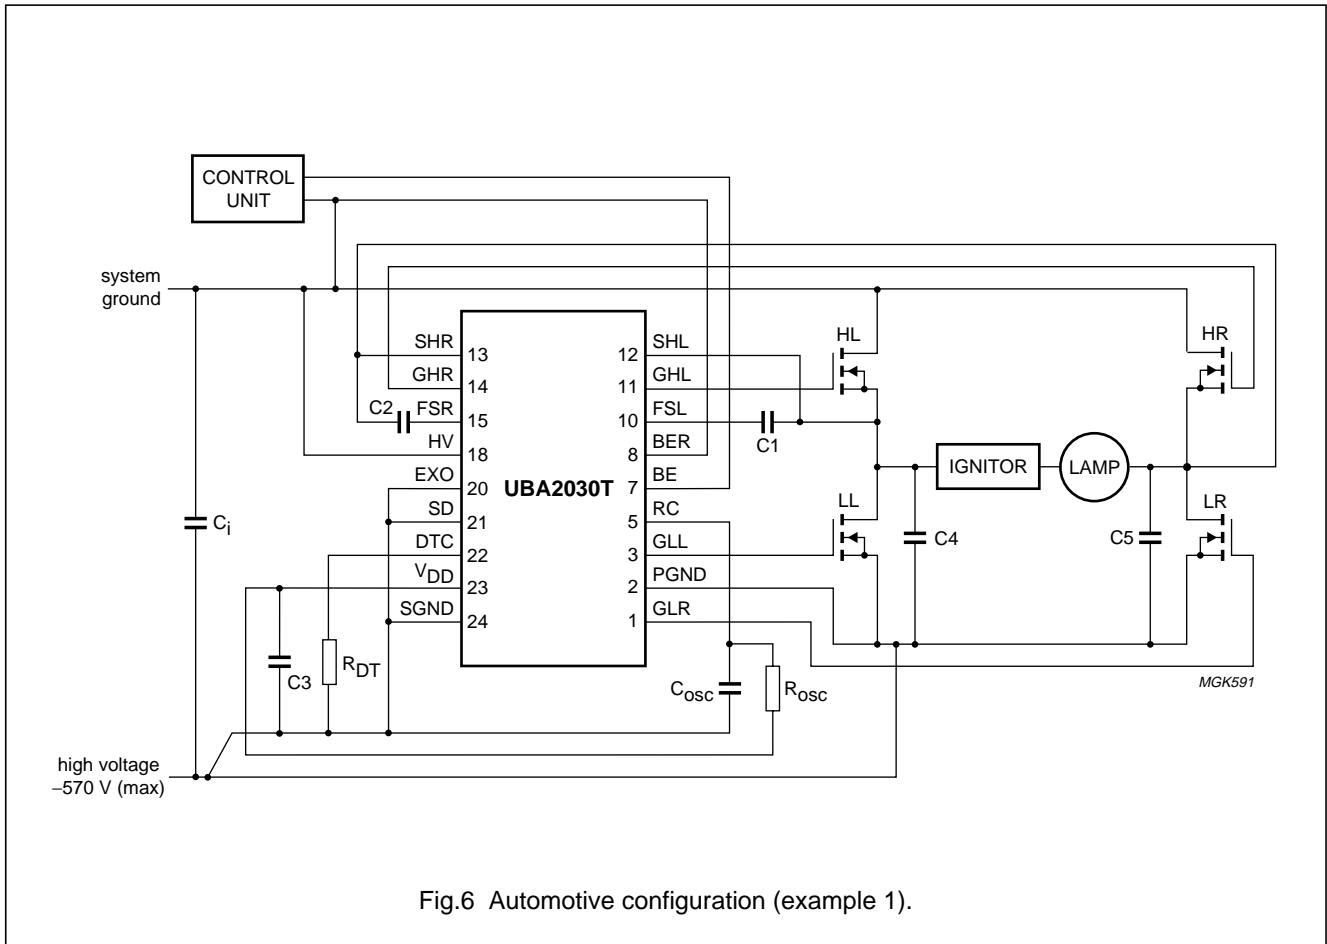 CONTROL
UNIT
system
ground
SHR
13
12
SHL
HL
HR
GHR
14
11
GHL
C2
FSR
15
10
FSL
C1
HV
18
8
BER
EXO
20
UBA2030T
7
BE
IGNITOR
LAMP
SD
21
5
RC
LL
LR
Ci
DTC
22
3
GLL
C4
C5
VDD
23
2
PGND
SGND
24
1
GLR
C3
RDT
Cosc
Rosc
MGK591
high voltage
−570 V (max)
Fig.6 Automotive configuration (example 1).